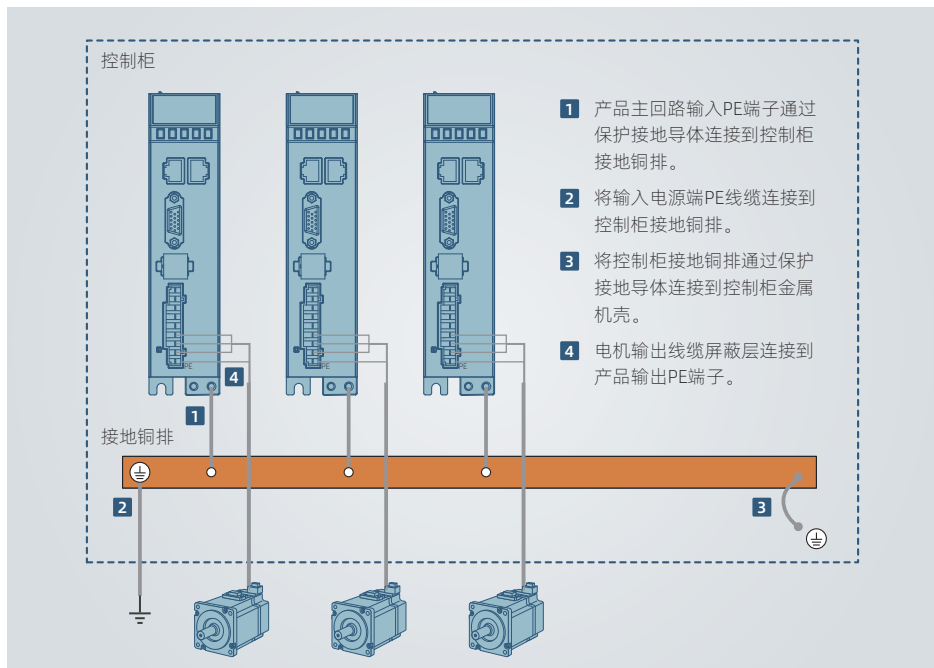 控制柜
1 产品主回路输入PE端子通过
保护接地导体连接到控制柜
接地铜排。
2 将输入电源端PE线缆连接到
控制柜接地铜排。
3 将控制柜接地铜排通过保护
接地导体连接到控制柜金属
机壳。
4 电机输出线缆屏蔽层连接到
产品输出PE端子。
PE
PE
PE
4
1
接地铜排
2
3